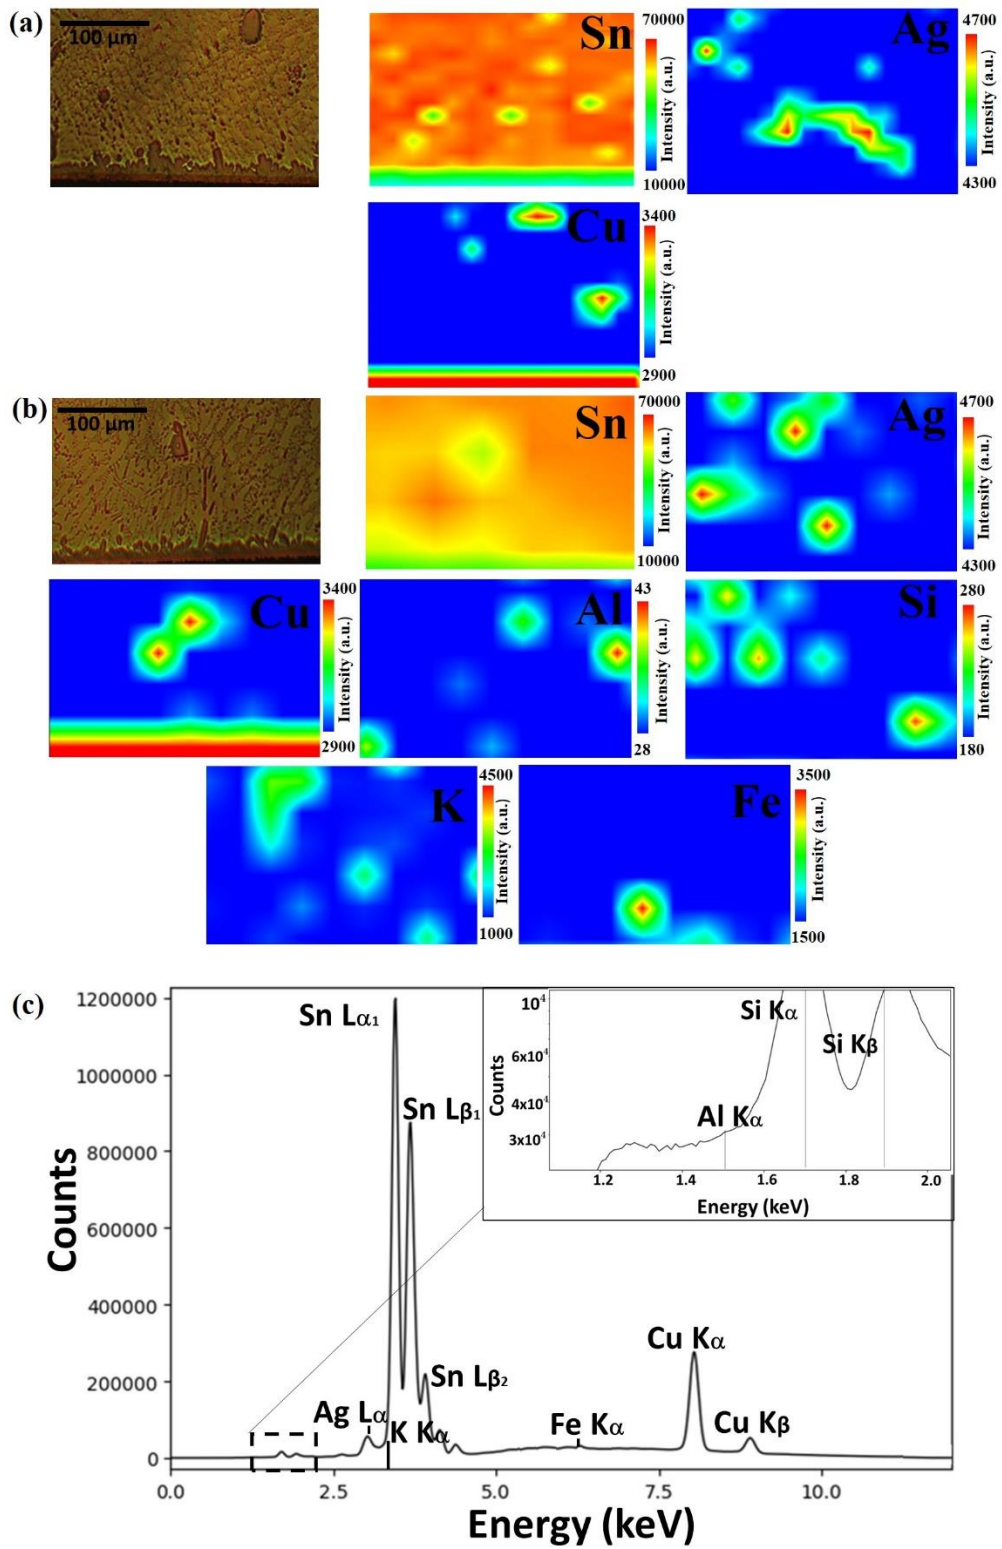 (a)
100 µm
Sn
70000
Intensity (a.u.)
10000
Ag
4700
Intensity (a.u.)
4300
Cu
3400
Intensity (a.u.)
2900
(b)
100 µm
Sn
70000
Intensity (a.u.)
10000
Ag
4700
Intensity (a.u.)
4300
Cu
3400
Intensity (a.u.)
2900
Al
43
Intensity (a.u.)
28
Si
280
Intensity (a.u.)
180
K
4500
Intensity (a.u.)
1000
Fe
3500
Intensity (a.u.)
1500
(c)
Counts
1200000
1000000
800000
600000
400000
200000
0
0.0 2.5 5.0 7.5 10.0
Energy (keV)
Sn Lα₁
Sn Lβ₁
Sn Lβ₂
Ag Lα
K Kα
Fe Kα
Cu Kα
Cu Kβ
Counts
10⁴
6x10⁴
4x10⁴
3x10⁴
Si Kα
Si Kβ
Al Kα
1.2 1.4 1.6 1.8 2.0
Energy (keV)